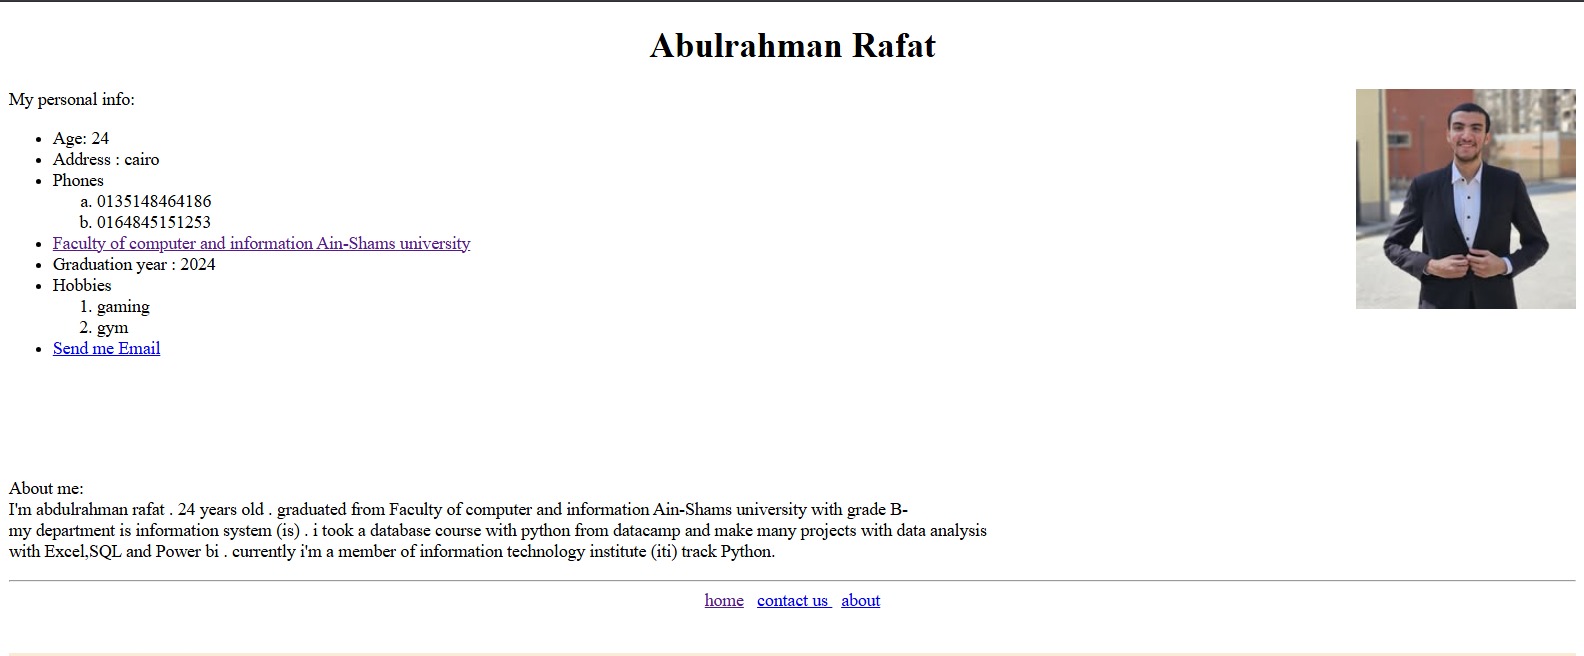 Abulrahman Rafat
My personal info:
Age: 24
Address : cairo
Phones
a. 0135148464186
b. 0164845151253
Faculty of computer and information Ain-Shams university
Graduation year : 2024
Hobbies
1. gaming
2. gym
Send me Email
About me:
I'm abdulrahman rafat . 24 years old . graduated from Faculty of computer and information Ain-Shams university with grade B-
my department is information system (is) . i took a database course with python from datacamp and make many projects with data analysis
with Excel,SQL and Power bi . currently i'm a member of information technology institute (iti) track Python.
home contact us about